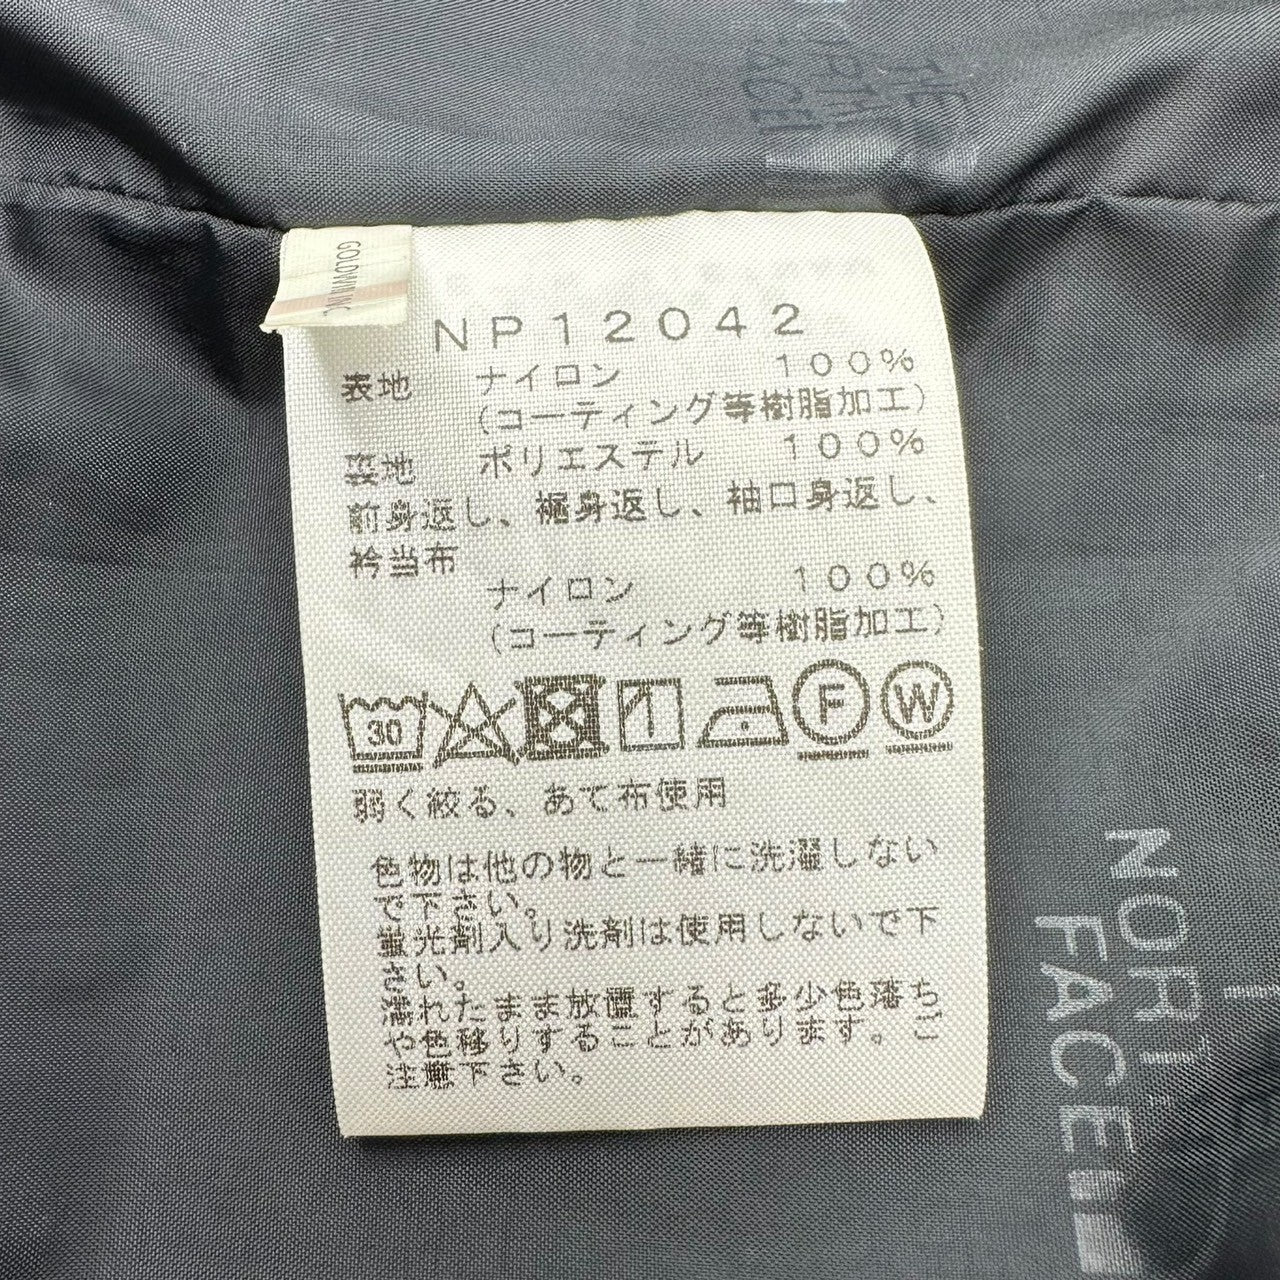 GOLDWIN INC.
NP12042
表地 ナイロン 100%
(コーティング等樹脂加工)
裏地 ポリエステル 100%
前身返し、裾身返し、袖口身返し、
衿当布
ナイロン 100%
(コーティング等樹脂加工)
30 F W
弱く絞る、あて布使用
色物は他の物と一緒に洗濯しない
で下さい。
蛍光剤入り洗剤は使用しないで下
さい。
濡れたまま放置すると多少色落ち
や色移りすることがあります。ご
注意下さい。
NORTH
FACE